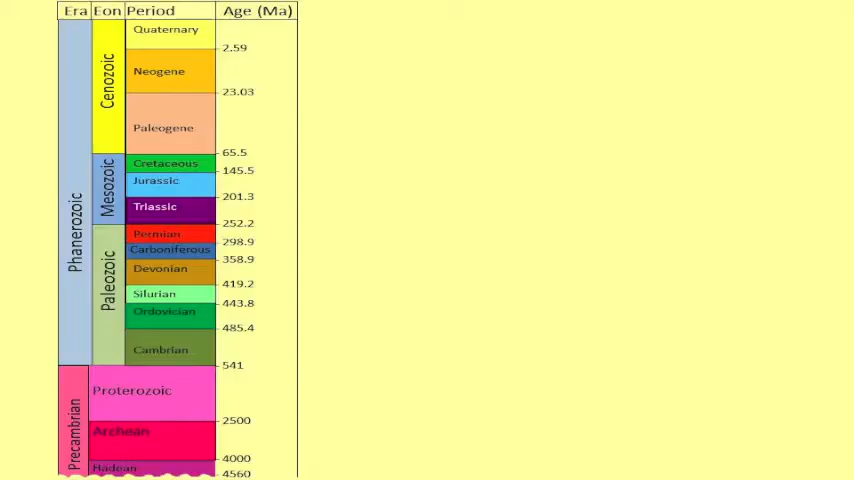 Era Eon Period Age (Ma)
Quaternary
2.59
Neogene
23.03
Paleogene
Cenozoic
65.5
Cretaceous
145.5
Jurassic
201.3
Triassic
Mesozoic
252.2
Permian
298.9
Carboniferous
358.9
Devonian
419.2
Silurian
443.8
Ordovician
485.4
Cambrian
Paleozoic
Phanerozoic
541
Proterozoic
2500
Archean
4000
Hadean
4560
Precambrian